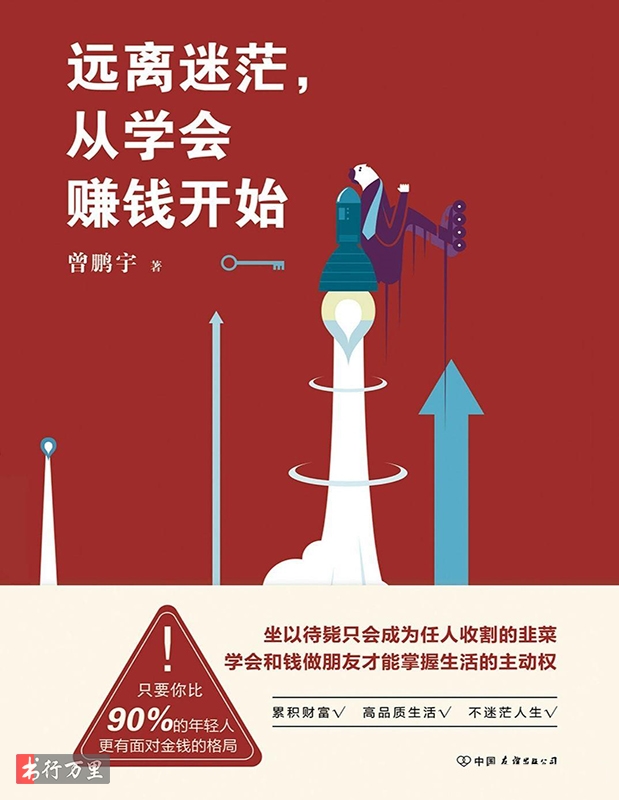 远离迷茫，
从学会
赚钱开始
曾鹏宇 著
坐以待毙只会成为任人收割的韭菜
学会和钱做朋友才能掌握生活的主动权
!
只要你比
90%的年轻人
更有面对金钱的格局
累积财富√ 高品质生活√ 不迷茫人生√
中国友谊出版公司
书行万里